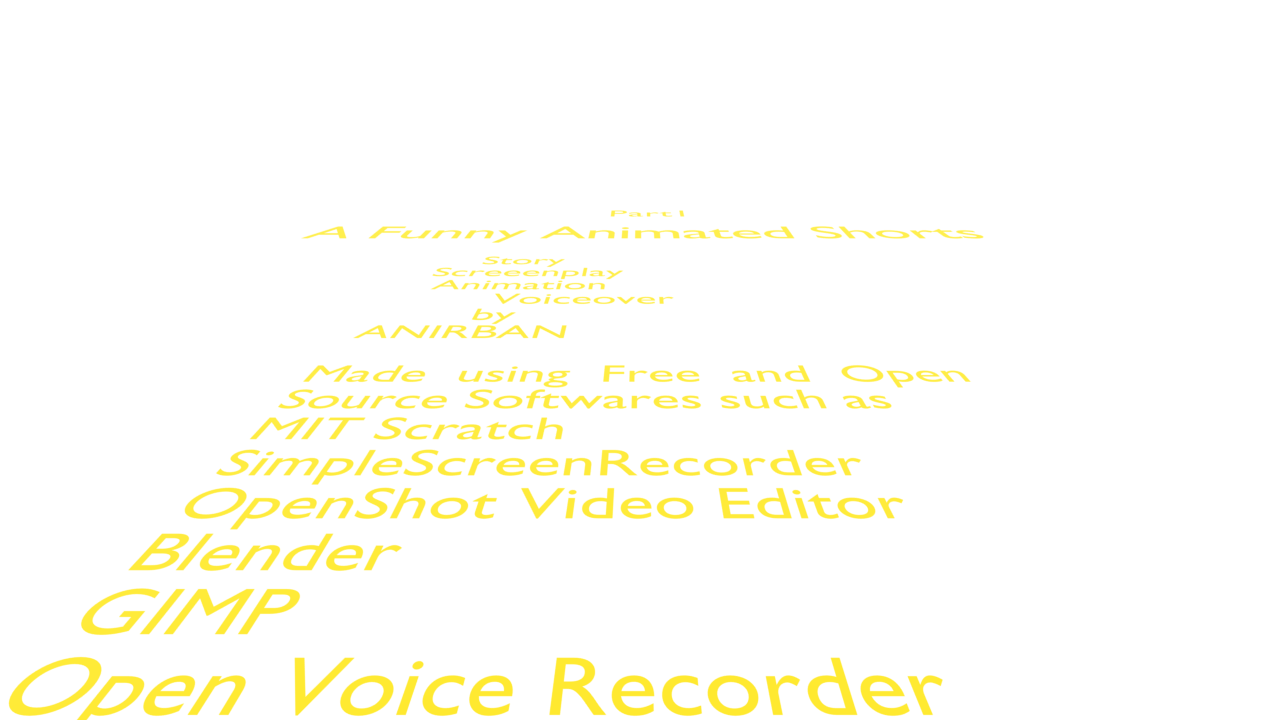 Part1
A Funny Animated Shorts
Story
Screeenplay
Animation
Voiceover
by
ANIRBAN
Made using Free and Open
Source Softwares such as
MIT Scratch
SimpleScreenRecorder
OpenShot Video Editor
Blender
GIMP
Open Voice Recorder